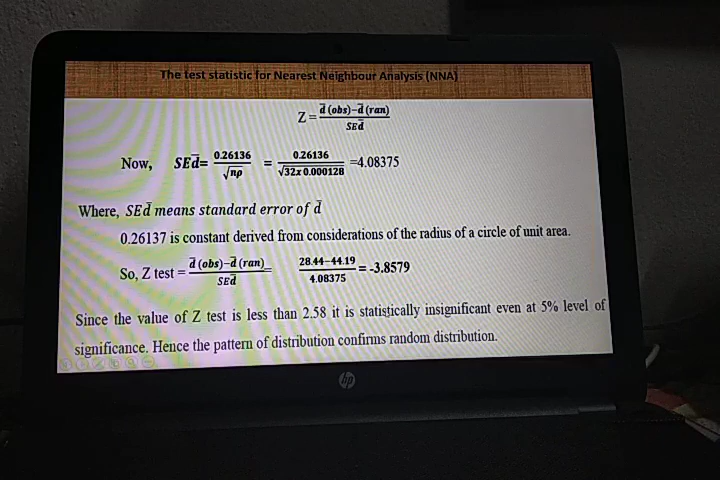 The test statistic for Nearest Neighbour Analysis (NNA)
Z = d̄ (obs)−d̄ (ran) / SEd̄
Now, SEd̄= 0.26136 / √nρ = 0.26136 / √32x 0.000128 =4.08375
Where, SEd̄ means standard error of d̄
0.26137 is constant derived from considerations of the radius of a circle of unit area.
So, Z test = d̄ (obs)−d̄ (ran) / SEd̄ = 28.44−44.19 / 4.08375 = -3.8579
Since the value of Z test is less than 2.58 it is statistically insignificant even at 5% level of
significance. Hence the pattern of distribution confirms random distribution.
hp